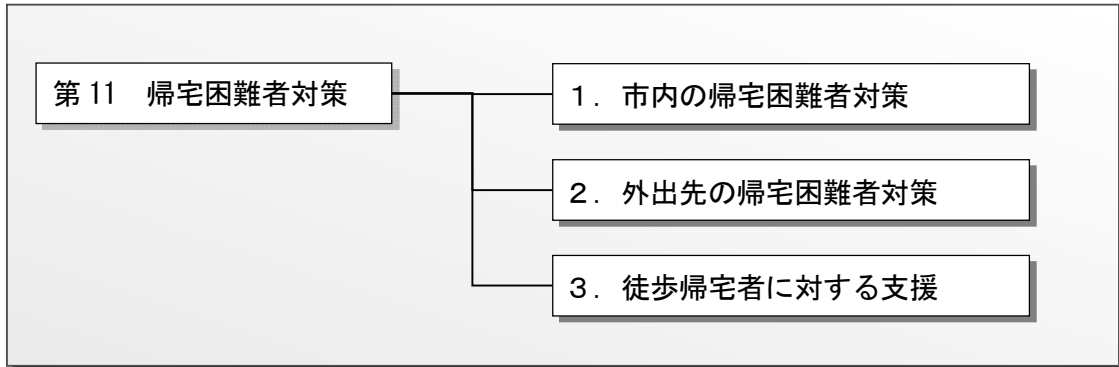 第11　帰宅困難者対策
１．市内の帰宅困難者対策
２．外出先の帰宅困難者対策
３．徒歩帰宅者に対する支援